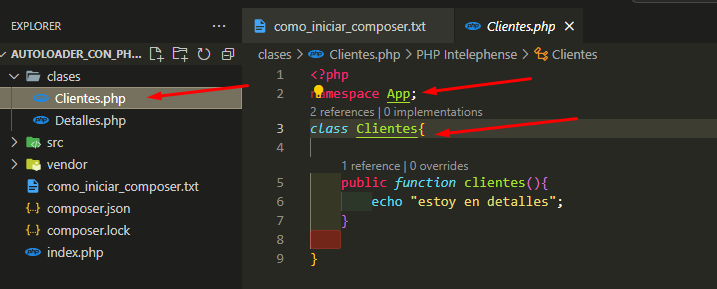 EXPLORER
AUTOLOADER_CON_PH...
clases
Clientes.php
Detalles.php
src
vendor
como_iniciar_composer.txt
composer.json
composer.lock
index.php
como_iniciar_composer.txt
Clientes.php
clases > Clientes.php > PHP Intelephense > Clientes
1 <?php
2 namespace App;
2 references | 0 implementations
3 class Clientes{
4
1 reference | 0 overrides
5 public function clientes(){
6 echo "estoy en detalles";
7 }
8
9 }